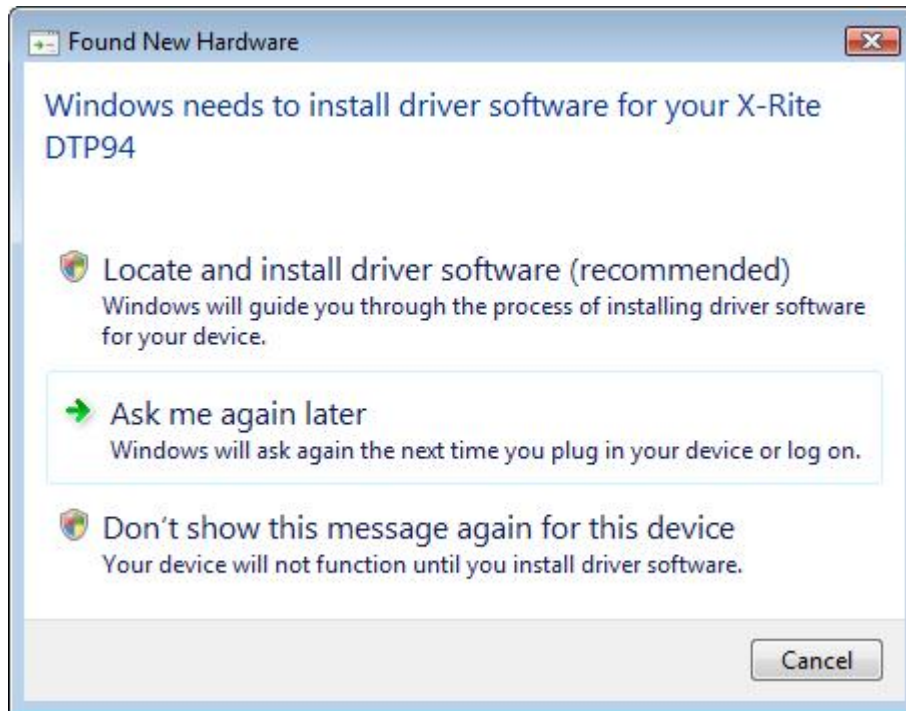 Found New Hardware
Windows needs to install driver software for your X-Rite
DTP94
Locate and install driver software (recommended)
Windows will guide you through the process of installing driver software
for your device.
Ask me again later
Windows will ask again the next time you plug in your device or log on.
Don't show this message again for this device
Your device will not function until you install driver software.
Cancel